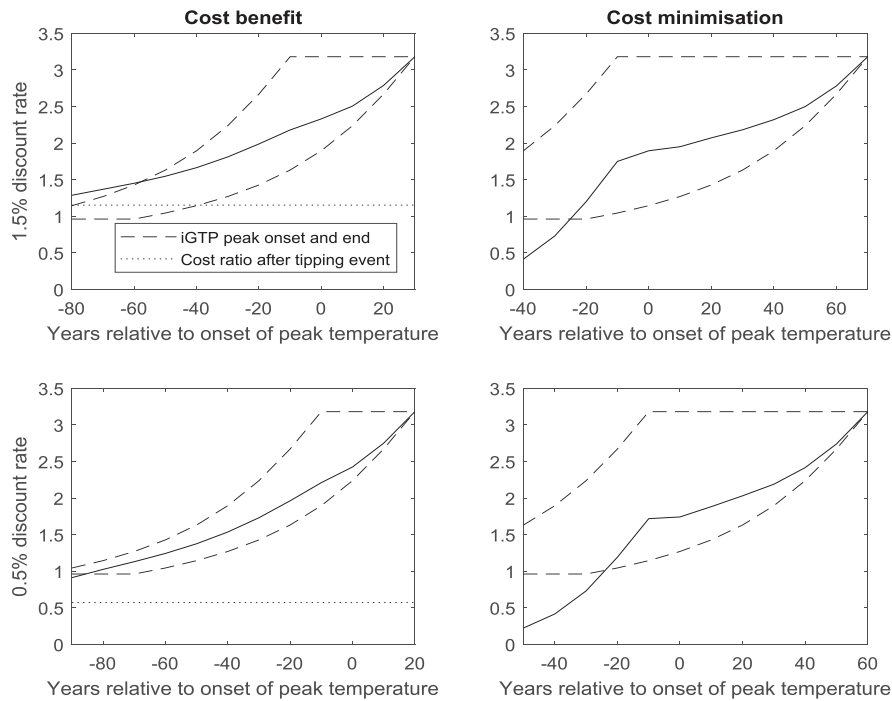 Cost benefit
3.5
3
2.5
2
1.5
1
0.5
0
1.5% discount rate
iGTP peak onset and end
Cost ratio after tipping event
-80 -60 -40 -20 0 20
Years relative to onset of peak temperature
Cost minimisation
3.5
3
2.5
2
1.5
1
0.5
0
-40 -20 0 20 40 60
Years relative to onset of peak temperature
3.5
3
2.5
2
1.5
1
0.5
0
0.5% discount rate
-80 -60 -40 -20 0 20
Years relative to onset of peak temperature
3.5
3
2.5
2
1.5
1
0.5
0
-40 -20 0 20 40 60
Years relative to onset of peak temperature